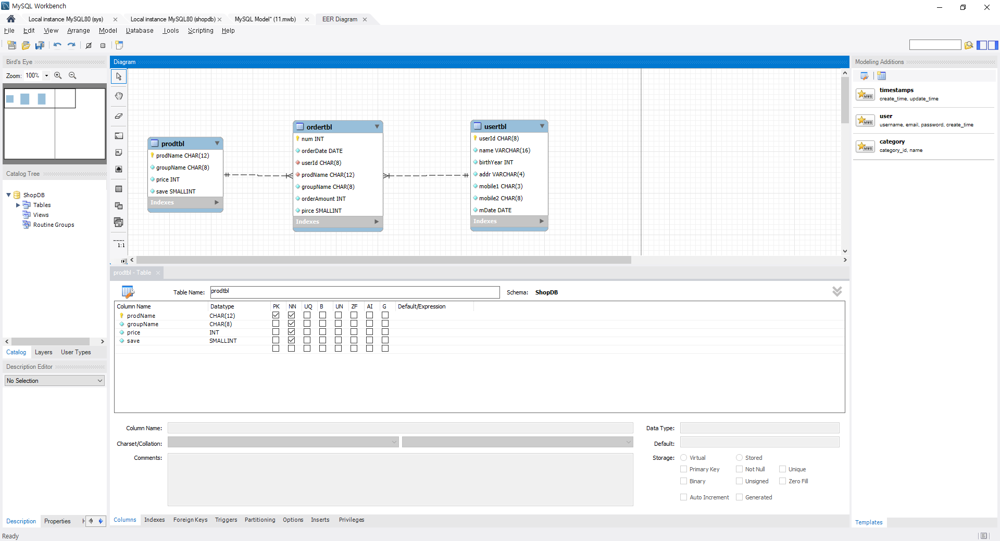 MySQL Workbench
Local instance MySQL80 (sys)
Local instance MySQL80 (shopdb)
MySQL Model* (11.mwb)
EER Diagram
File Edit View Arrange Model Database Tools Scripting Help
Bird's Eye
Zoom: 100%
Catalog Tree
ShopDB
Tables
Views
Routine Groups
Catalog Layers User Types
Description Editor
No Selection
Description Properties H
Ready
Diagram
1:1
prodtbl
prodName CHAR(12)
groupName CHAR(8)
price INT
save SMALLINT
Indexes
ordertbl
num INT
orderDate DATE
userId CHAR(8)
prodName CHAR(12)
groupName CHAR(8)
orderAmount INT
pirce SMALLINT
Indexes
usertbl
userId CHAR(8)
name VARCHAR(16)
birthYear INT
addr VARCHAR(4)
mobile1 CHAR(3)
mobile2 CHAR(8)
mDate DATE
Indexes
prodtbl - Table
Table Name: prodtbl Schema: ShopDB
Column Name Datatype PK NN UQ B UN ZF AI G Default/Expression
prodName CHAR(12)
groupName CHAR(8)
price INT
save SMALLINT
Column Name: Data Type:
Charset/Collation: Default:
Comments: Storage: Virtual Stored
Primary Key Not Null Unique
Binary Unsigned Zero Fill
Auto Increment Generated
Columns Indexes Foreign Keys Triggers Partitioning Options Inserts Privileges
Modeling Additions
MWB
timestamps
create_time, update_time
MWB
user
username, email, password, create_time
MWB
category
category_id, name
Templates